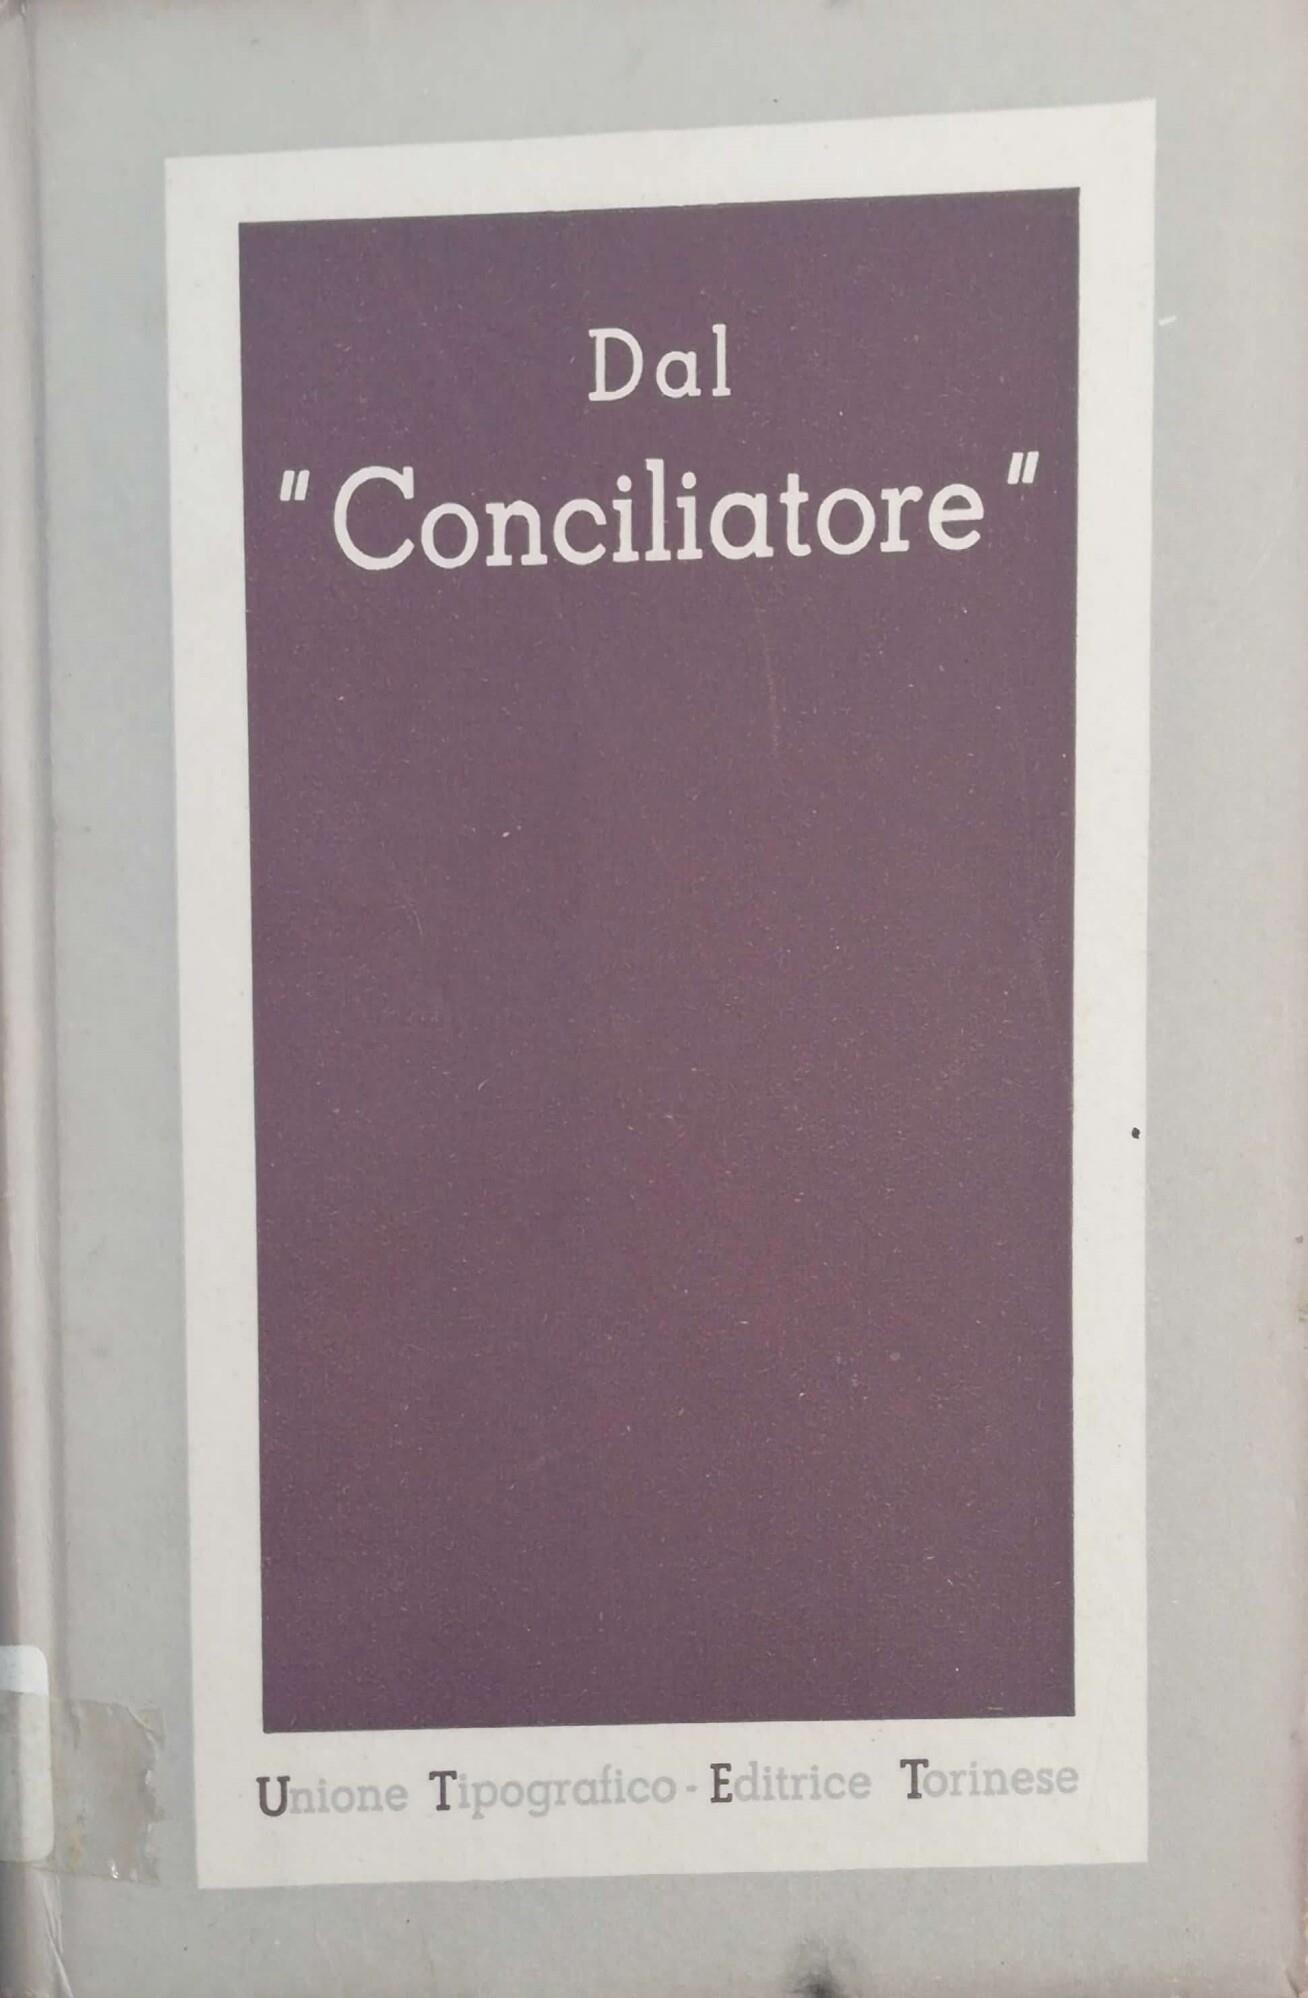 Dal
"Conciliatore"
Unione Tipografico-Editrice Torinese